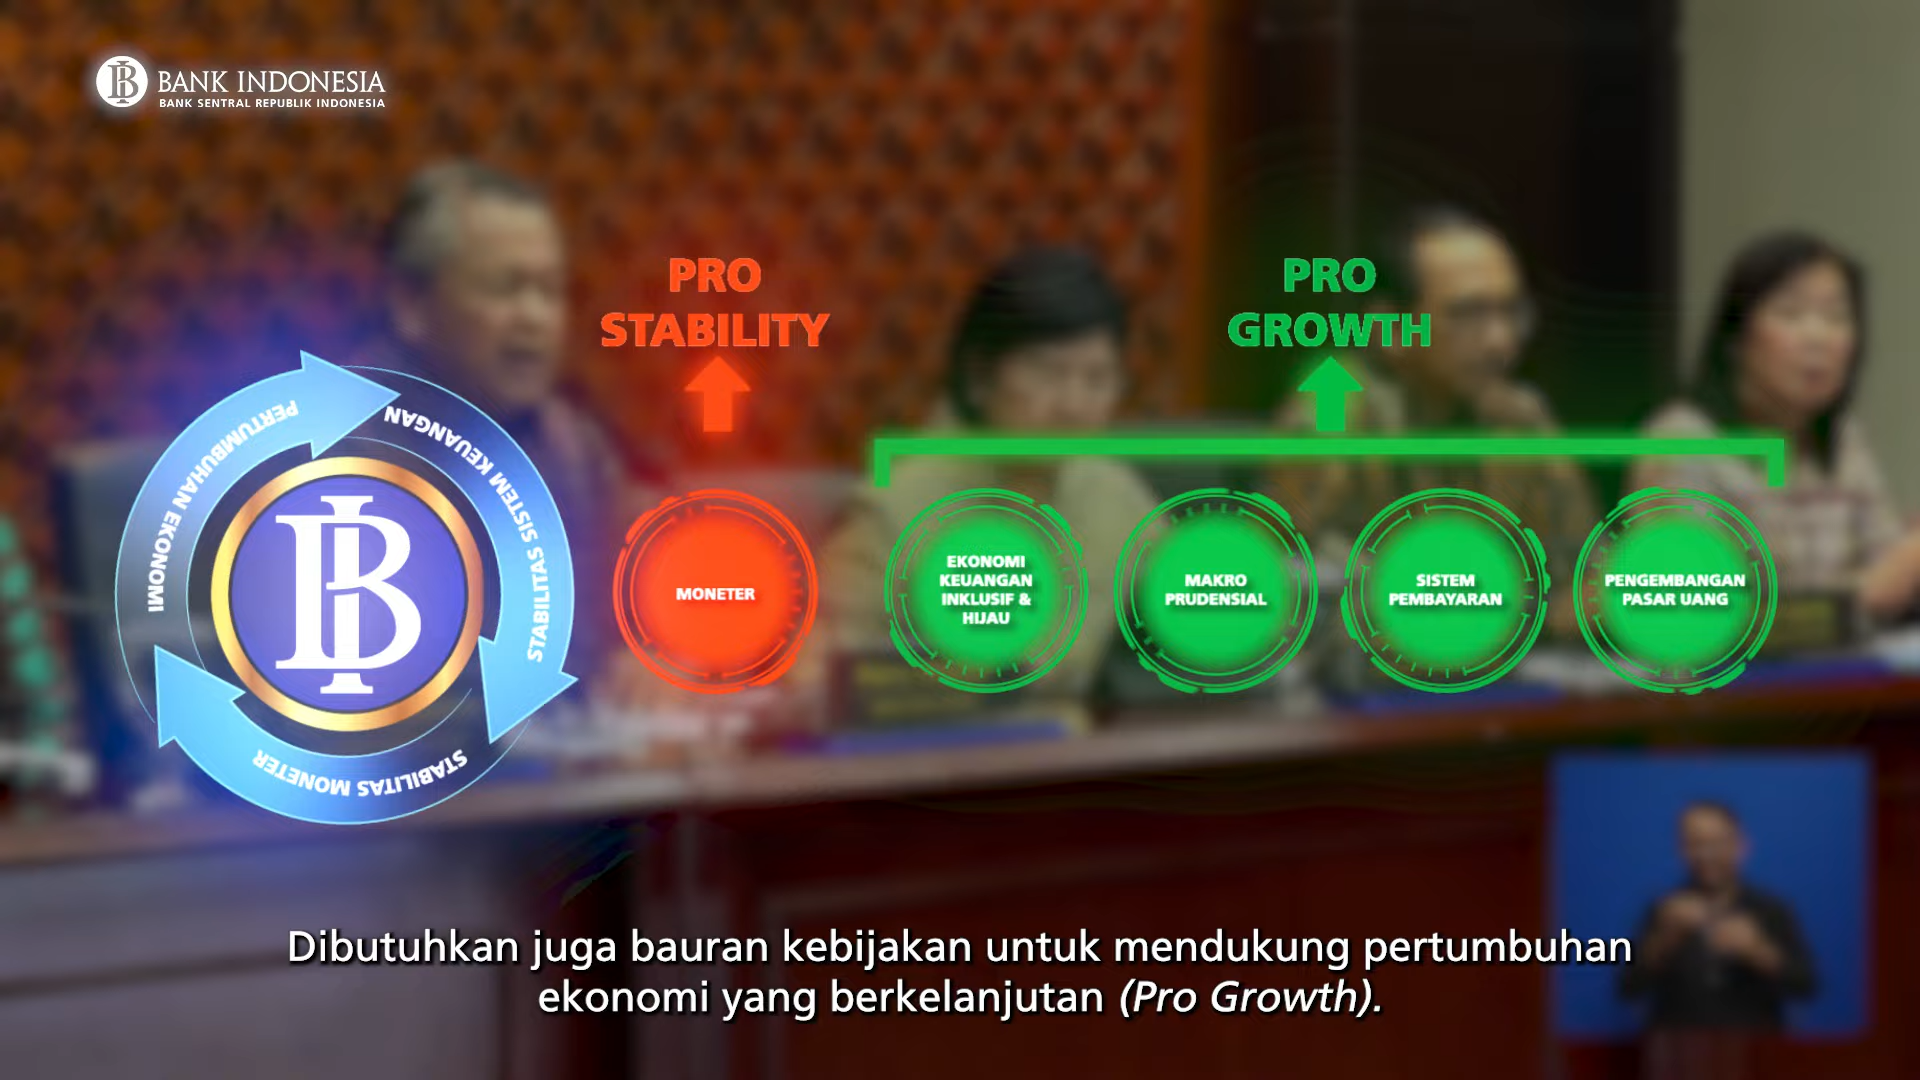 BANK INDONESIA
BANK SENTRAL REPUBLIK INDONESIA
PRO
STABILITY
PRO
GROWTH
PERTUMBUHAN EKONOMI
STABILITAS SISTEM KEUANGAN
STABILITAS MONETER
MONETER
EKONOMI
KEUANGAN
INKLUSIF &
HIJAU
MAKRO
PRUDENSIAL
SISTEM
PEMBAYARAN
PENGEMBANGAN
PASAR UANG
Dibutuhkan juga bauran kebijakan untuk mendukung pertumbuhan
ekonomi yang berkelanjutan (Pro Growth).